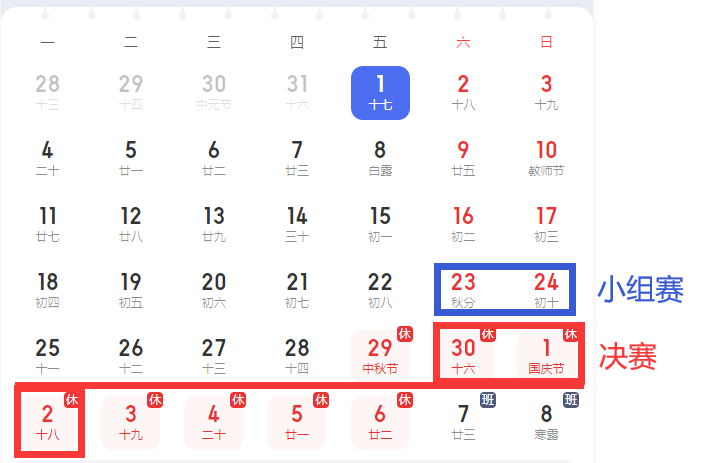 一 二 三 四 五 六 日
28 29 30 31 1 2 3
十三 十四 中元节 十六 十七 十八 十九
4 5 6 7 8 9 10
二十 廿一 廿二 廿三 白露 廿五 教师节
11 12 13 14 15 16 17
廿七 廿八 廿九 三十 初一 初二 初三
18 19 20 21 22 23 24 小组赛
初四 初五 初六 初七 初八 秋分 初十
休 休 休
25 26 27 28 29 30 1 决赛
十一 十二 十三 十四 中秋节 十六 国庆节
休 休 休 休 休 班 班
2 3 4 5 6 7 8
十八 十九 二十 廿一 廿二 廿三 寒露